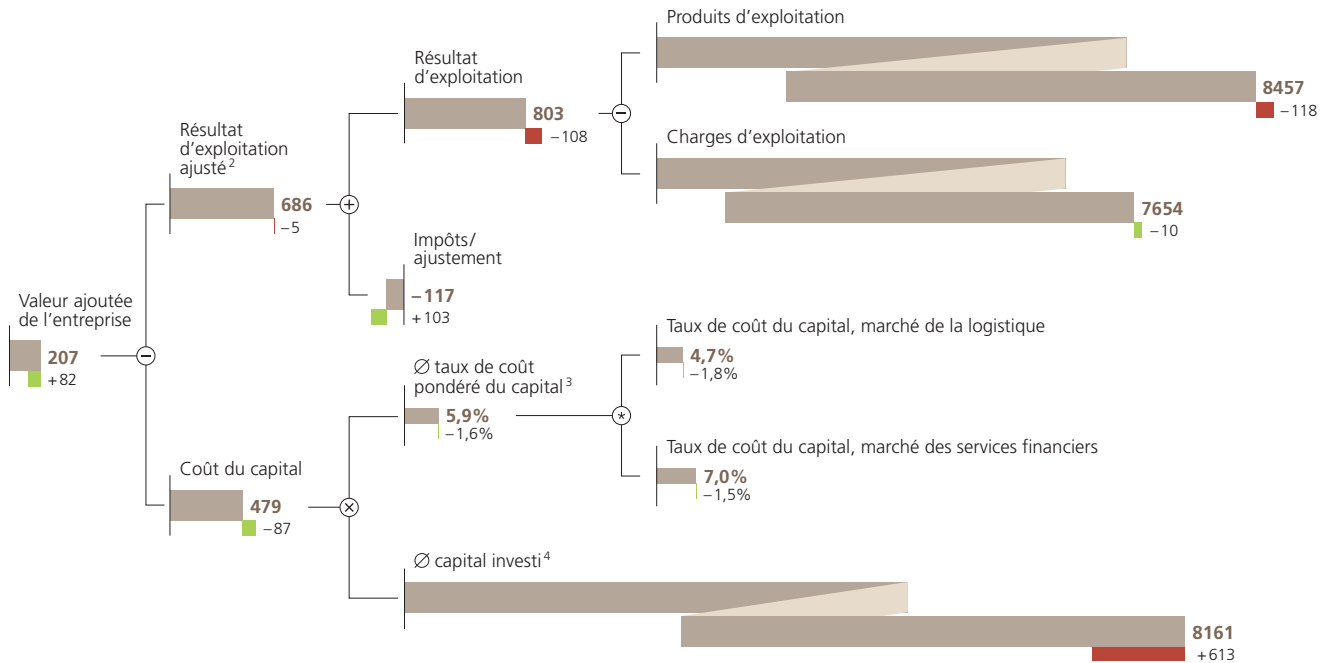 Produits d'exploitation
8457
–118
Résultat
d'exploitation
803
–108
–
Charges d'exploitation
7654
–10
Résultat
d'exploitation
ajusté 2
686
–5
+
Impôts/
ajustement
–117
+103
Valeur ajoutée
de l'entreprise
207
+82
–
Taux de coût du capital, marché de la logistique
4,7%
–1,8%
Ø taux de coût
pondéré du capital 3
5,9%
–1,6%
*
Taux de coût du capital, marché des services financiers
7,0%
–1,5%
Coût du capital
479
–87
×
Ø capital investi 4
8161
+613